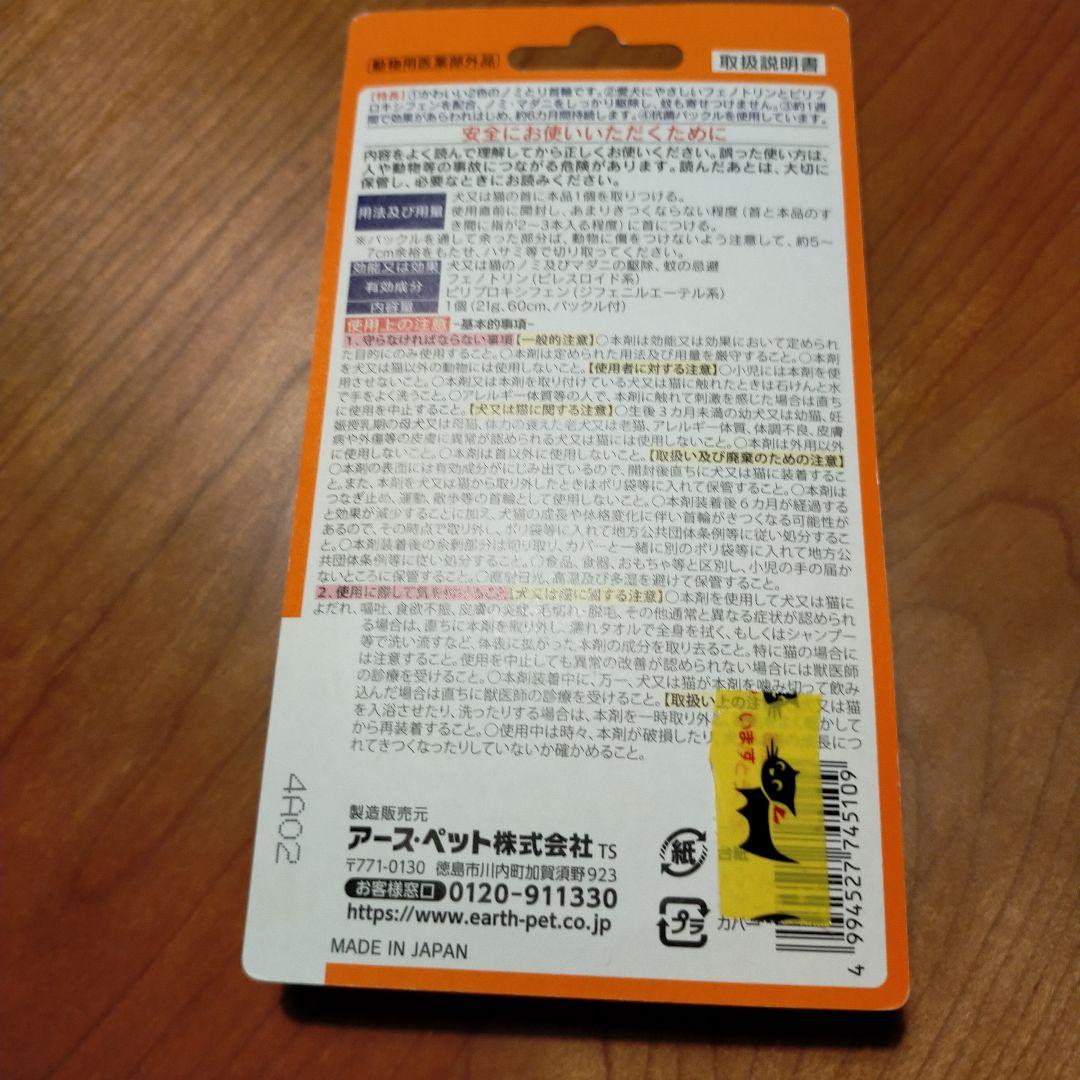 動物用医薬部外品
取扱説明書
[特長]①かわいい2色のノミとり首輪です。②愛犬にやさしいフェノトリンとピリプ
ロキシフェンを配合、ノミ・マダニをしっかり駆除し、蚊も寄せつけません。③約1週
間で効果があらわれはじめ、約6カ月間持続します。④抗菌バックルを使用しています。
安全にお使いいただくために
内容をよく読んで理解してから正しくお使いください。誤った使い方は、
人や動物等の事故につながる危険があります。読んだあとは、大切に
保管し、必要なときにお読みください。
用法及び用量
犬又は猫の首に本品1個を取りつける。
使用直前に開封し、あまりきつくならない程度(首と本品のす
き間に指が2~3本入る程度)に首につける。
※バックルを通して余った部分は、動物に傷をつけないよう注意して、約5~
7cm余裕をもたせ、ハサミ等で切り取ってください。
効能又は効果 犬又は猫のノミ及びマダニの駆除、蚊の忌避
有効成分
フェノトリン(ピレスロイド系)
ピリプロキシフェン(ジフェニルエーテル系)
内容量 1個(21g、60cm、バックル付)
使用上の注意 -基本的事項-
1. 守らなければならない事項【一般的注意】○本剤は効能又は効果において定められ
た目的にのみ使用すること。○本剤は定められた用法及び用量を厳守すること。○本剤
を犬又は猫以外の動物には使用しないこと。【使用者に対する注意】○小児には本剤を使
用させないこと。○本剤又は本剤を取り付けている犬又は猫に触れたときは石けんと水
で手をよく洗うこと。○アレルギー体質等の人で、本剤に触れて刺激を感じた場合は直ち
に使用を中止すること。【犬又は猫に関する注意】○生後3カ月未満の幼犬又は幼猫、妊
娠授乳期の母犬又は母猫、体力の衰えた老犬又は老猫、アレルギー体質、体調不良、皮膚
病や外傷等の皮膚に異常が認められる犬又は猫には使用しないこと。○本剤は外用以外
に使用しないこと。○本剤は首以外に使用しないこと。【取扱い及び廃棄のための注意】
○本剤の表面には有効成分がにじみ出ているので、開封後直ちに犬又は猫に装着するこ
と。また、本剤を犬又は猫から取り外したときはポリ袋等に入れて保管すること。○本剤は
つなぎ止め、運動、散歩等の首輪として使用しないこと。○本剤装着後6カ月が経過する
と効果が減少することに加え、犬猫の成長や体格変化に伴い首輪がきつくなる可能性が
あるので、その時点で取り外し、ポリ袋等に入れて地方公共団体条例等に従い処分するこ
と。○本剤装着後の余剰部分は切り取り、カバーと一緒に別のポリ袋等に入れて地方公
共団体条例等に従い処分すること。○食品、食器、おもちゃ等と区別し、小児の手の届か
ないところに保管すること。○直射日光、高温及び多湿を避けて保管すること。
2. 使用に際して気を付けること【犬又は猫に関する注意】○本剤を使用して犬又は猫に
よだれ、嘔吐、食欲不振、皮膚の炎症、毛切れ・脱毛、その他通常と異なる症状が認められ
る場合は、直ちに本剤を取り外し、濡れタオルで全身を拭く、もしくはシャンプー
等で洗い流すなど、体表に拡がった本剤の成分を取り去ること。特に猫の場合に
は注意すること。使用を中止しても異常の改善が認められない場合には獣医師
の診療を受けること。○本剤装着中に、万一、犬又は猫が本剤を噛み切って飲み
込んだ場合は直ちに獣医師の診療を受けること。【取扱い上の注 又は猫
を入浴させたり、洗ったりする場合は、本剤を一時取り外 かして
から再装着すること。○使用中は時々、本剤が破損したり 長につ
れてきつくなったりしていないか確かめること。
います
4A02
製造販売元
アース・ペット株式会社 TS
〒771-0130 徳島市川内町加賀須野923
お客様窓口 0120-911330
https://www.earth-pet.co.jp
MADE IN JAPAN
紙 台紙
プラ カバー
4 994527 745109